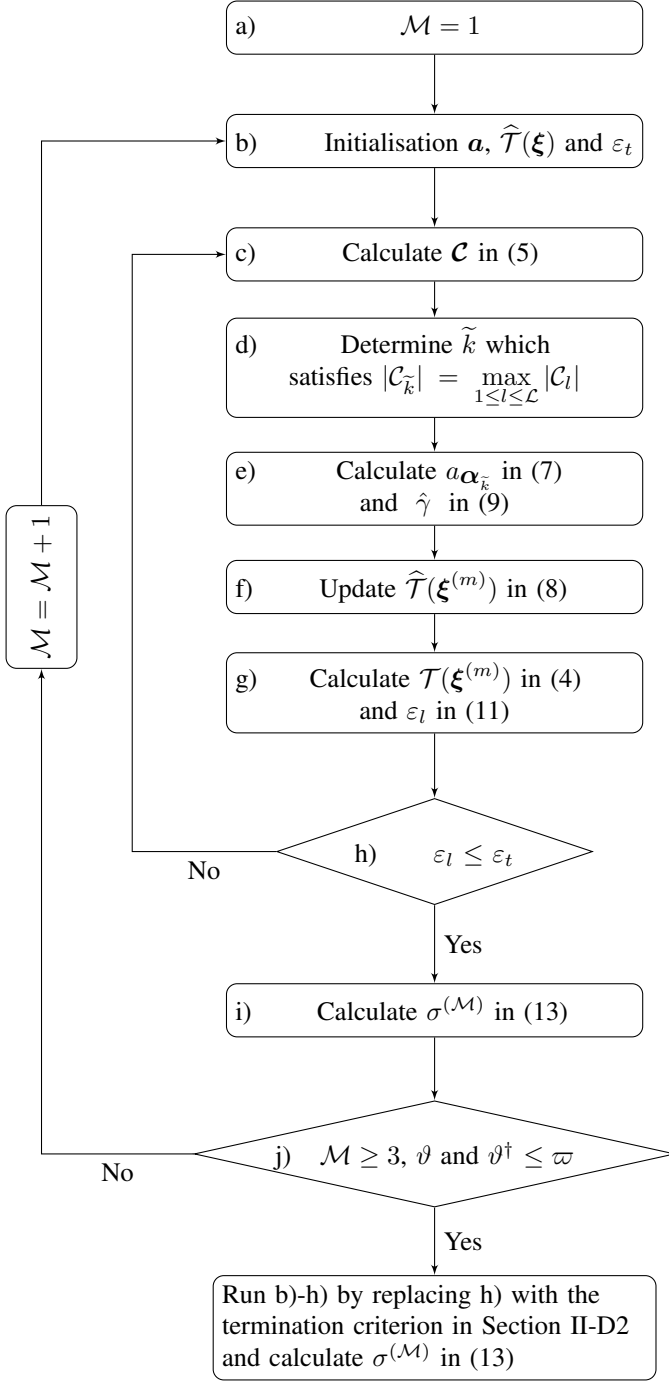 a) ℳ = 1
b) Initialisation 𝒂, 𝒯̂(𝝃) and ε_t
c) Calculate 𝓒 in (5)
d) Determine k̃ which
satisfies |𝒞_k̃| = max_{1≤l≤ℒ} |𝒞_l|
e) Calculate a_{𝜶_k̃} in (7)
and γ̂ in (9)
ℳ = ℳ + 1
f) Update 𝒯̂(𝝃^(m)) in (8)
g) Calculate 𝒯(𝝃^(m)) in (4)
and ε_l in (11)
h) ε_l ≤ ε_t
No
Yes
i) Calculate σ^(ℳ) in (13)
j) ℳ ≥ 3, ϑ and ϑ^† ≤ ϖ
No
Yes
Run b)-h) by replacing h) with the
termination criterion in Section II-D2
and calculate σ^(ℳ) in (13)